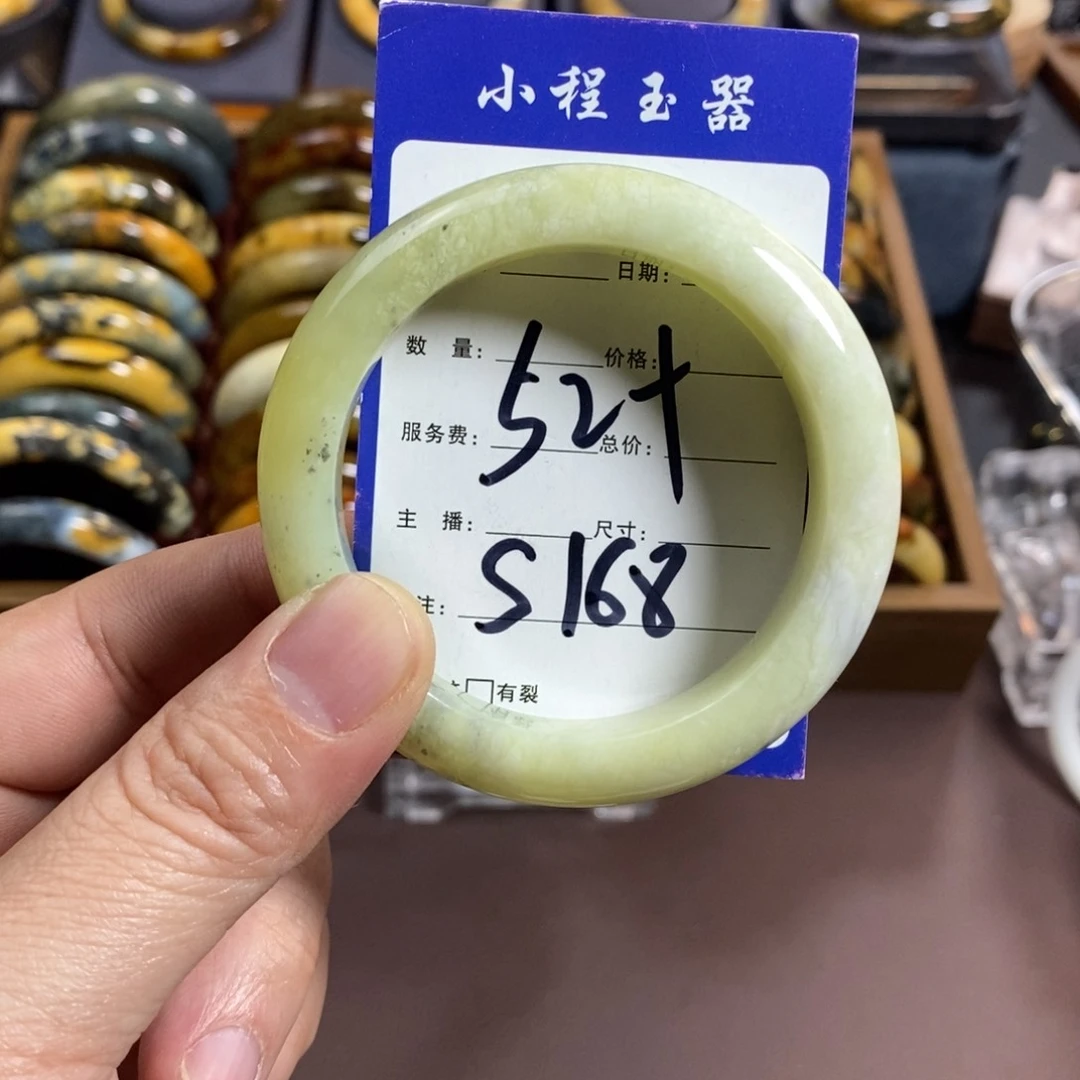 小程玉器
日期：
数 量： 价格：
52+
服务费： 总价：
主 播： 尺寸：
S168
注：
有裂